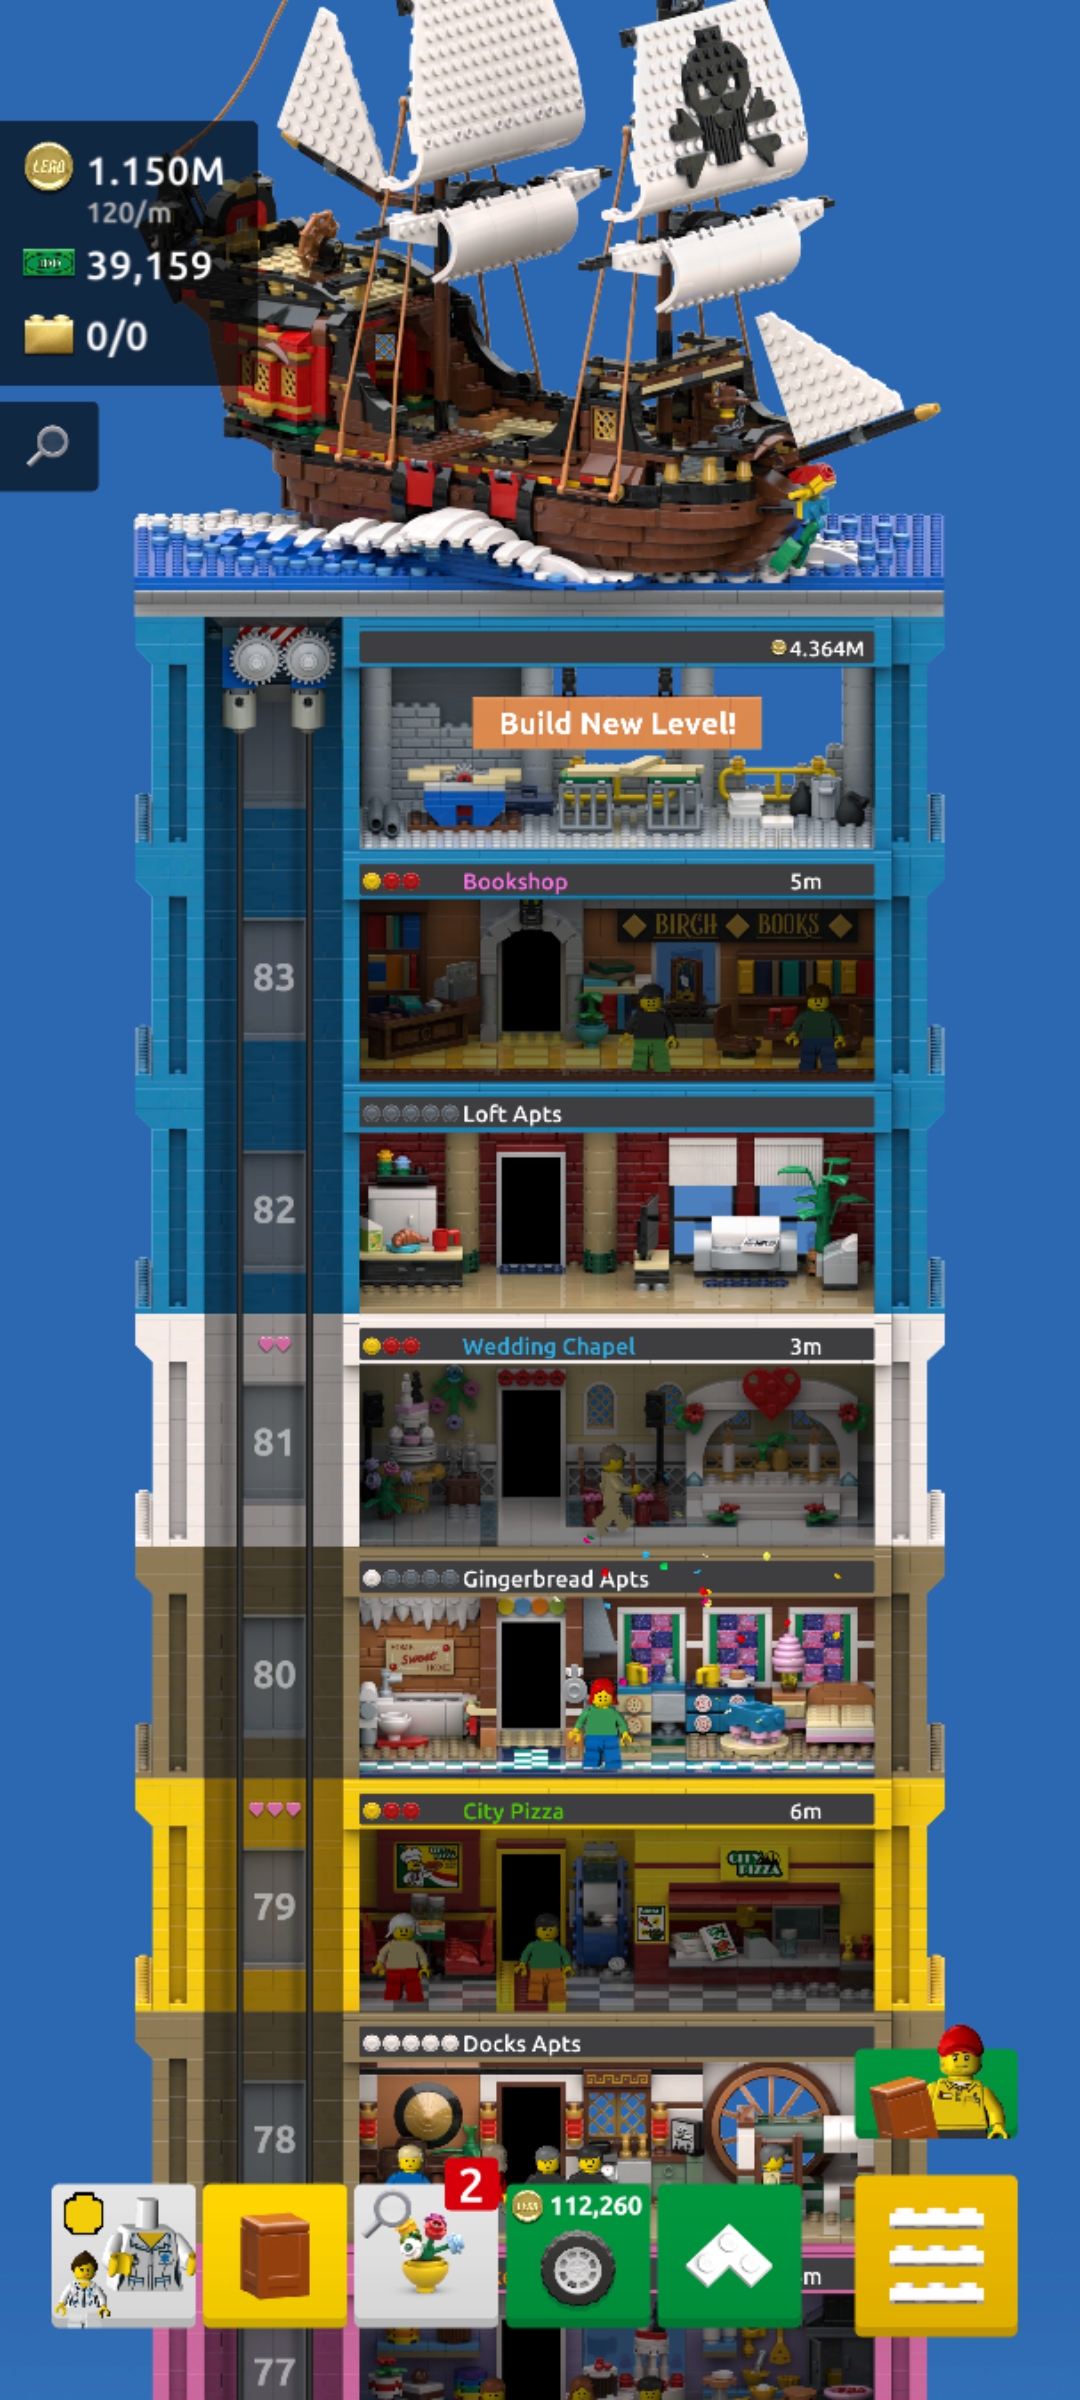 LEGO 1.150M
120/m
39,159
0/0
4.364M
Build New Level!
Bookshop 5m
BIRCH BOOKS
83
Loft Apts
82
Wedding Chapel 3m
81
Gingerbread Apts
Sweet
80
City Pizza 6m
CITY
PIZZA
79
Docks Apts
78
2
LEGO 112,260
m
77